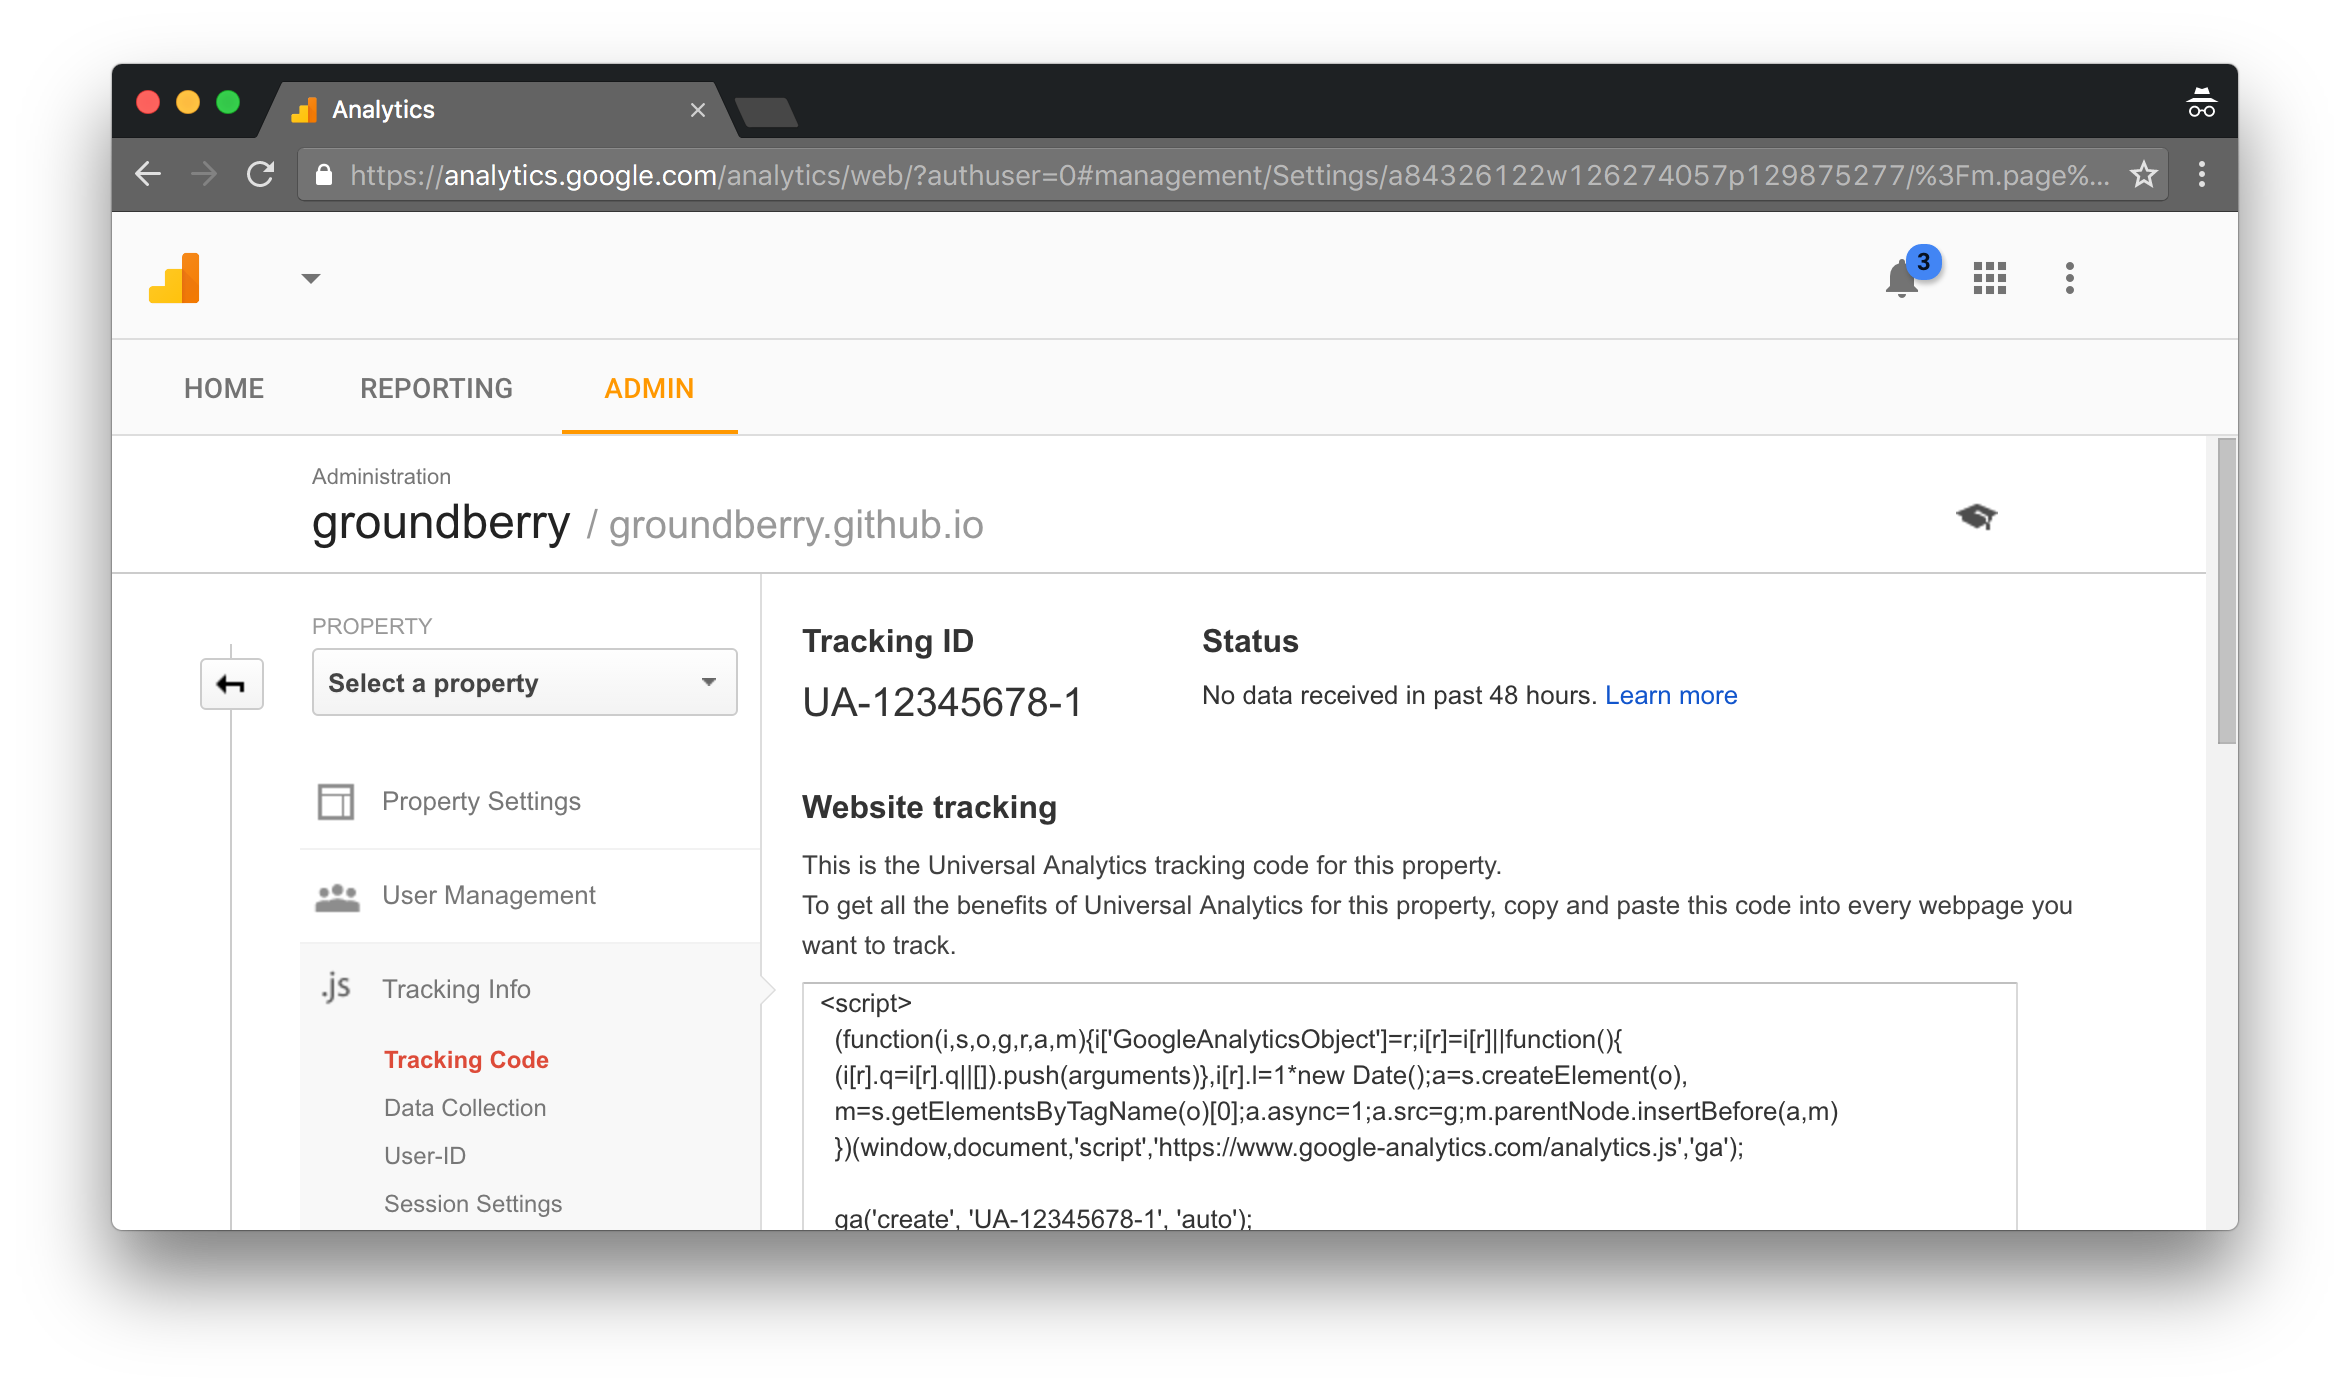 Analytics
https://analytics.google.com/analytics/web/?authuser=0#management/Settings/a84326122w126274057p129875277/%3Fm.page%...
3
HOME REPORTING ADMIN
Administration
groundberry / groundberry.github.io
PROPERTY
Select a property
Property Settings
User Management
.js Tracking Info
Tracking Code
Data Collection
User-ID
Session Settings
Tracking ID
UA-12345678-1
Status
No data received in past 48 hours. Learn more
Website tracking
This is the Universal Analytics tracking code for this property.
To get all the benefits of Universal Analytics for this property, copy and paste this code into every webpage you
want to track.
<script>
(function(i,s,o,g,r,a,m){i['GoogleAnalyticsObject']=r;i[r]=i[r]||function(){
(i[r].q=i[r].q||[]).push(arguments)},i[r].l=1*new Date();a=s.createElement(o),
m=s.getElementsByTagName(o)[0];a.async=1;a.src=g;m.parentNode.insertBefore(a,m)
})(window,document,'script','https://www.google-analytics.com/analytics.js','ga');
ga('create', 'UA-12345678-1', 'auto');